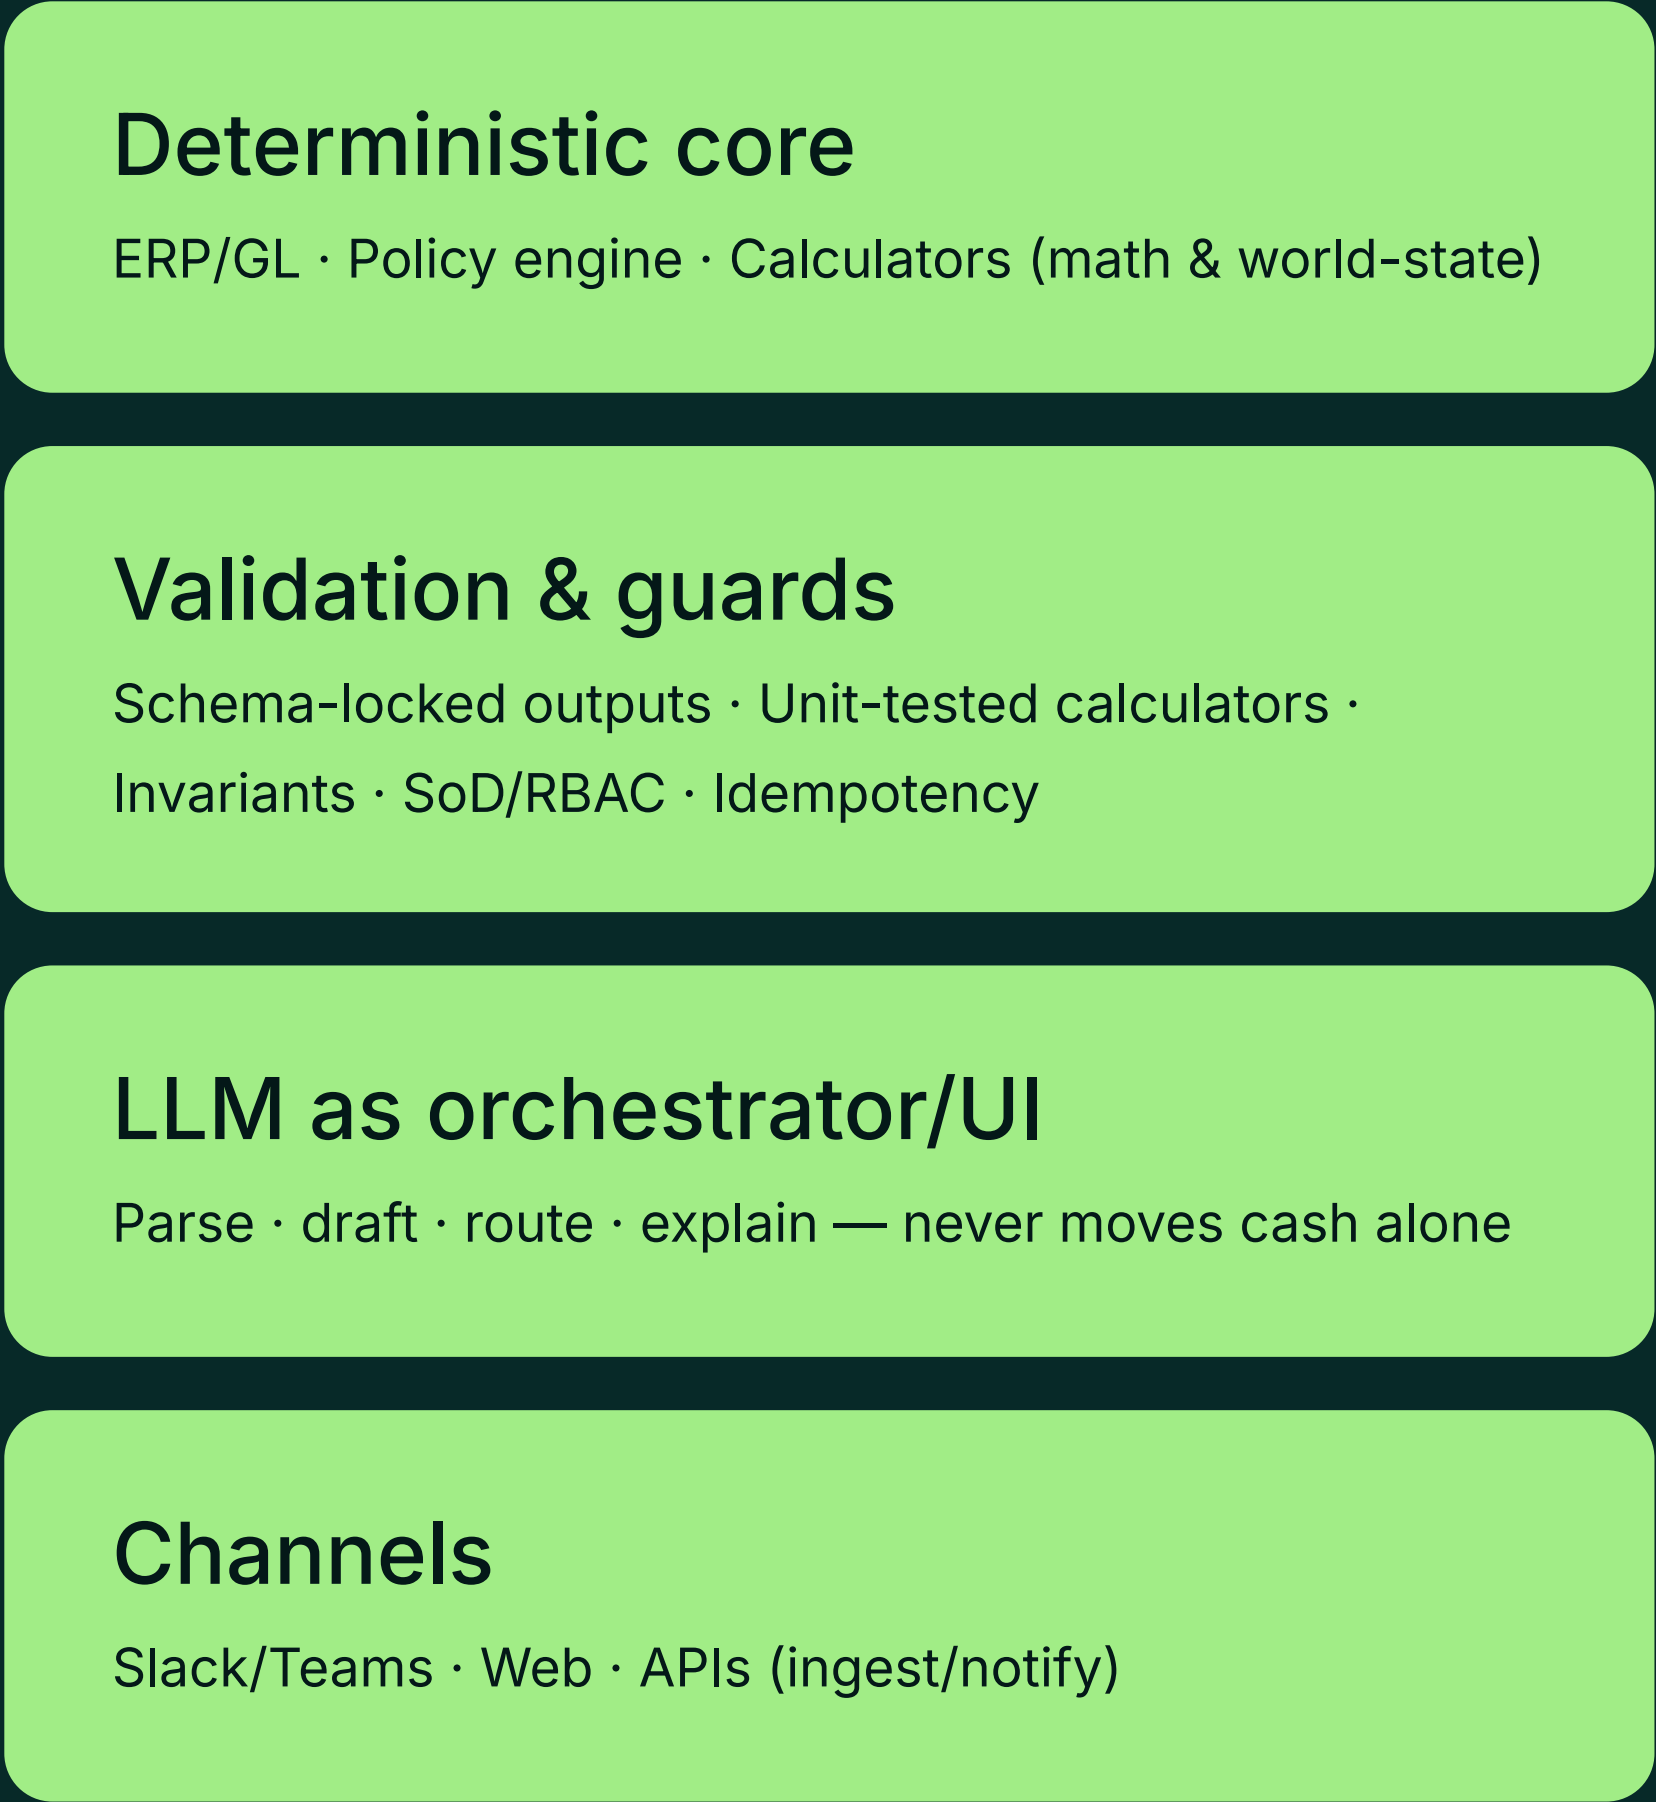 Deterministic core
ERP/GL · Policy engine · Calculators (math & world-state)
Validation & guards
Schema-locked outputs · Unit-tested calculators ·
Invariants · SoD/RBAC · Idempotency
LLM as orchestrator/UI
Parse · draft · route · explain — never moves cash alone
Channels
Slack/Teams · Web · APIs (ingest/notify)